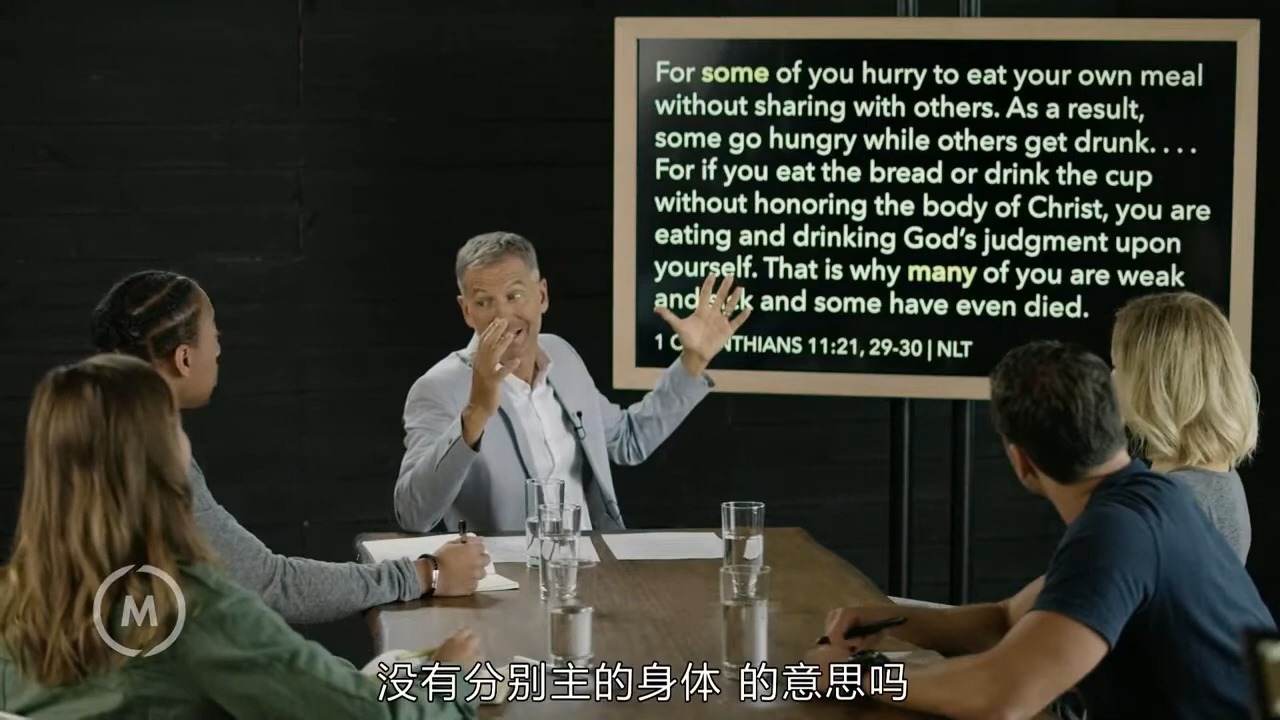 For some of you hurry to eat your own meal
without sharing with others. As a result,
some go hungry while others get drunk. . . .
For if you eat the bread or drink the cup
without honoring the body of Christ, you are
eating and drinking God's judgment upon
yourself. That is why many of you are weak
and and some have even died.
1 11:21, 29-30 | NLT
M
没有分别主的身体 的意思吗